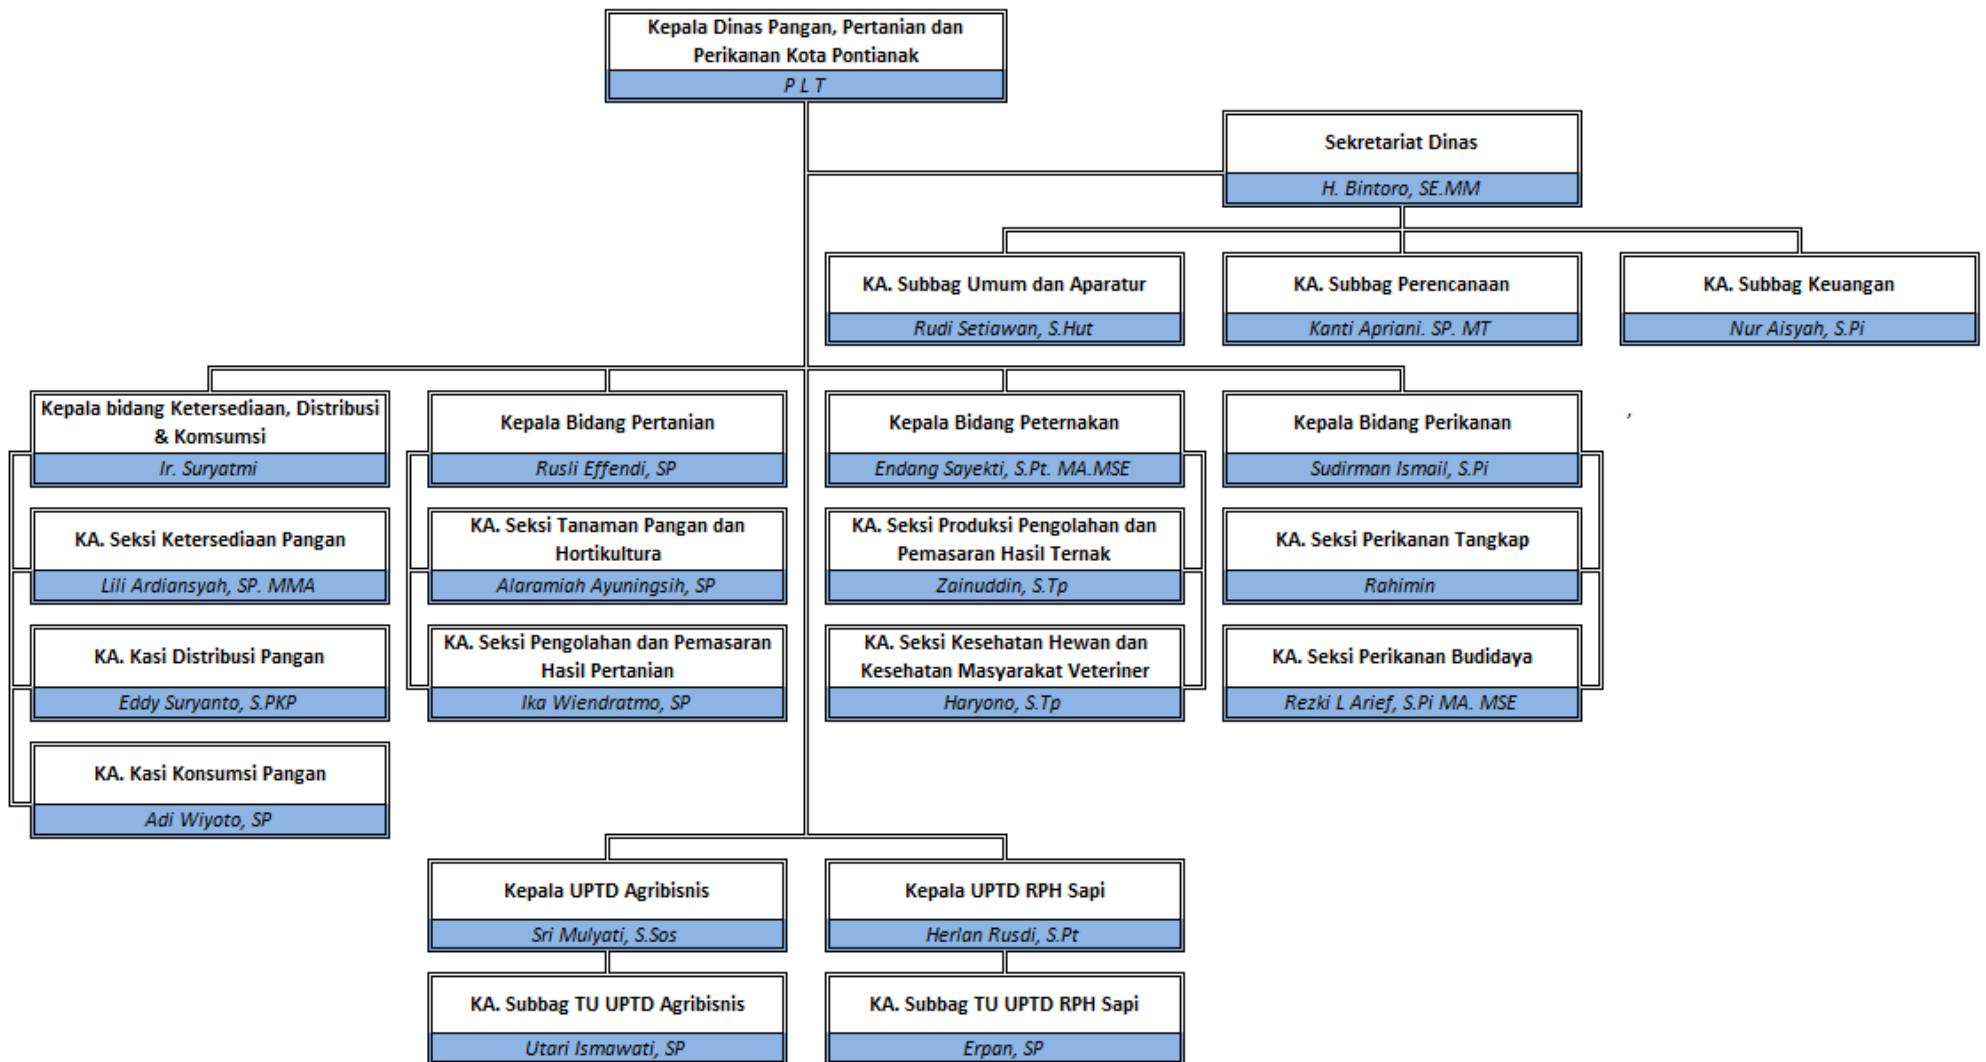 Kepala Dinas Pangan, Pertanian dan
Perikanan Kota Pontianak
P L T
Sekretariat Dinas
H. Bintoro, SE.MM
KA. Subbag Umum dan Aparatur
Rudi Setiawan, S.Hut
KA. Subbag Perencanaan
Kanti Apriani. SP. MT
KA. Subbag Keuangan
Nur Aisyah, S.Pi
Kepala bidang Ketersediaan, Distribusi
& Komsumsi
Ir. Suryatmi
Kepala Bidang Pertanian
Rusli Effendi, SP
Kepala Bidang Peternakan
Endang Sayekti, S.Pt. MA.MSE
Kepala Bidang Perikanan
Sudirman Ismail, S.Pi
,
KA. Seksi Ketersediaan Pangan
Lili Ardiansyah, SP. MMA
KA. Seksi Tanaman Pangan dan
Hortikultura
Alaramiah Ayuningsih, SP
KA. Seksi Produksi Pengolahan dan
Pemasaran Hasil Ternak
Zainuddin, S.Tp
KA. Seksi Perikanan Tangkap
Rahimin
KA. Kasi Distribusi Pangan
Eddy Suryanto, S.PKP
KA. Seksi Pengolahan dan Pemasaran
Hasil Pertanian
Ika Wiendratmo, SP
KA. Seksi Kesehatan Hewan dan
Kesehatan Masyarakat Veteriner
Haryono, S.Tp
KA. Seksi Perikanan Budidaya
Rezki L Arief, S.Pi MA. MSE
KA. Kasi Konsumsi Pangan
Adi Wiyoto, SP
Kepala UPTD Agribisnis
Sri Mulyati, S.Sos
Kepala UPTD RPH Sapi
Herlan Rusdi, S.Pt
KA. Subbag TU UPTD Agribisnis
Utari Ismawati, SP
KA. Subbag TU UPTD RPH Sapi
Erpan, SP